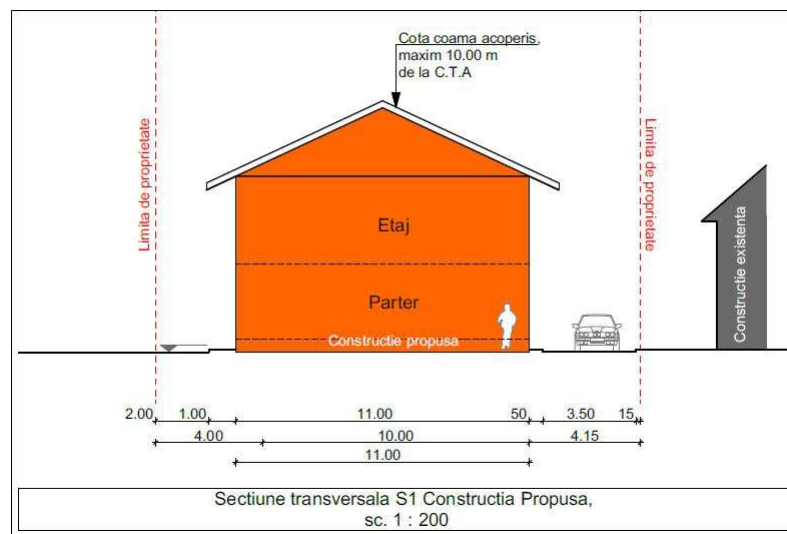 Cota coama acoperis,
maxim 10.00 m
de la C.T.A
Limita de proprietate
Limita de proprietate
Etaj
Parter
Constructie propusa
Constructie existenta
2.00 1.00 11.00 50 3.50 15
4.00 10.00 4.15
11.00
Sectiune transversala S1 Constructia Propusa,
sc. 1 : 200